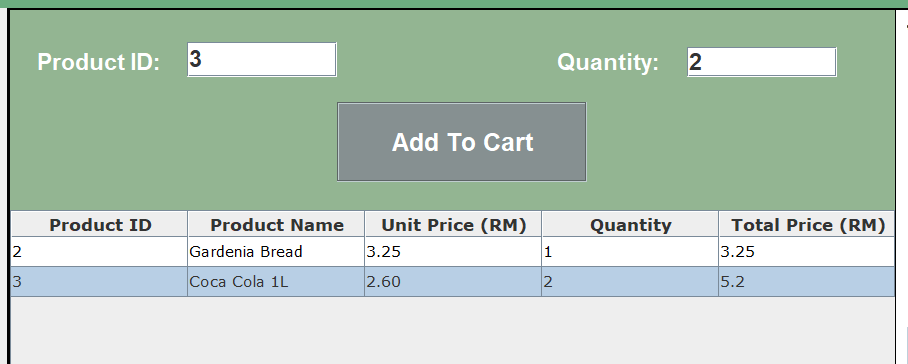 Product ID: 3 Quantity: 2
Add To Cart
Product ID Product Name Unit Price (RM) Quantity Total Price (RM)
2 Gardenia Bread 3.25 1 3.25
3 Coca Cola 1L 2.60 2 5.2